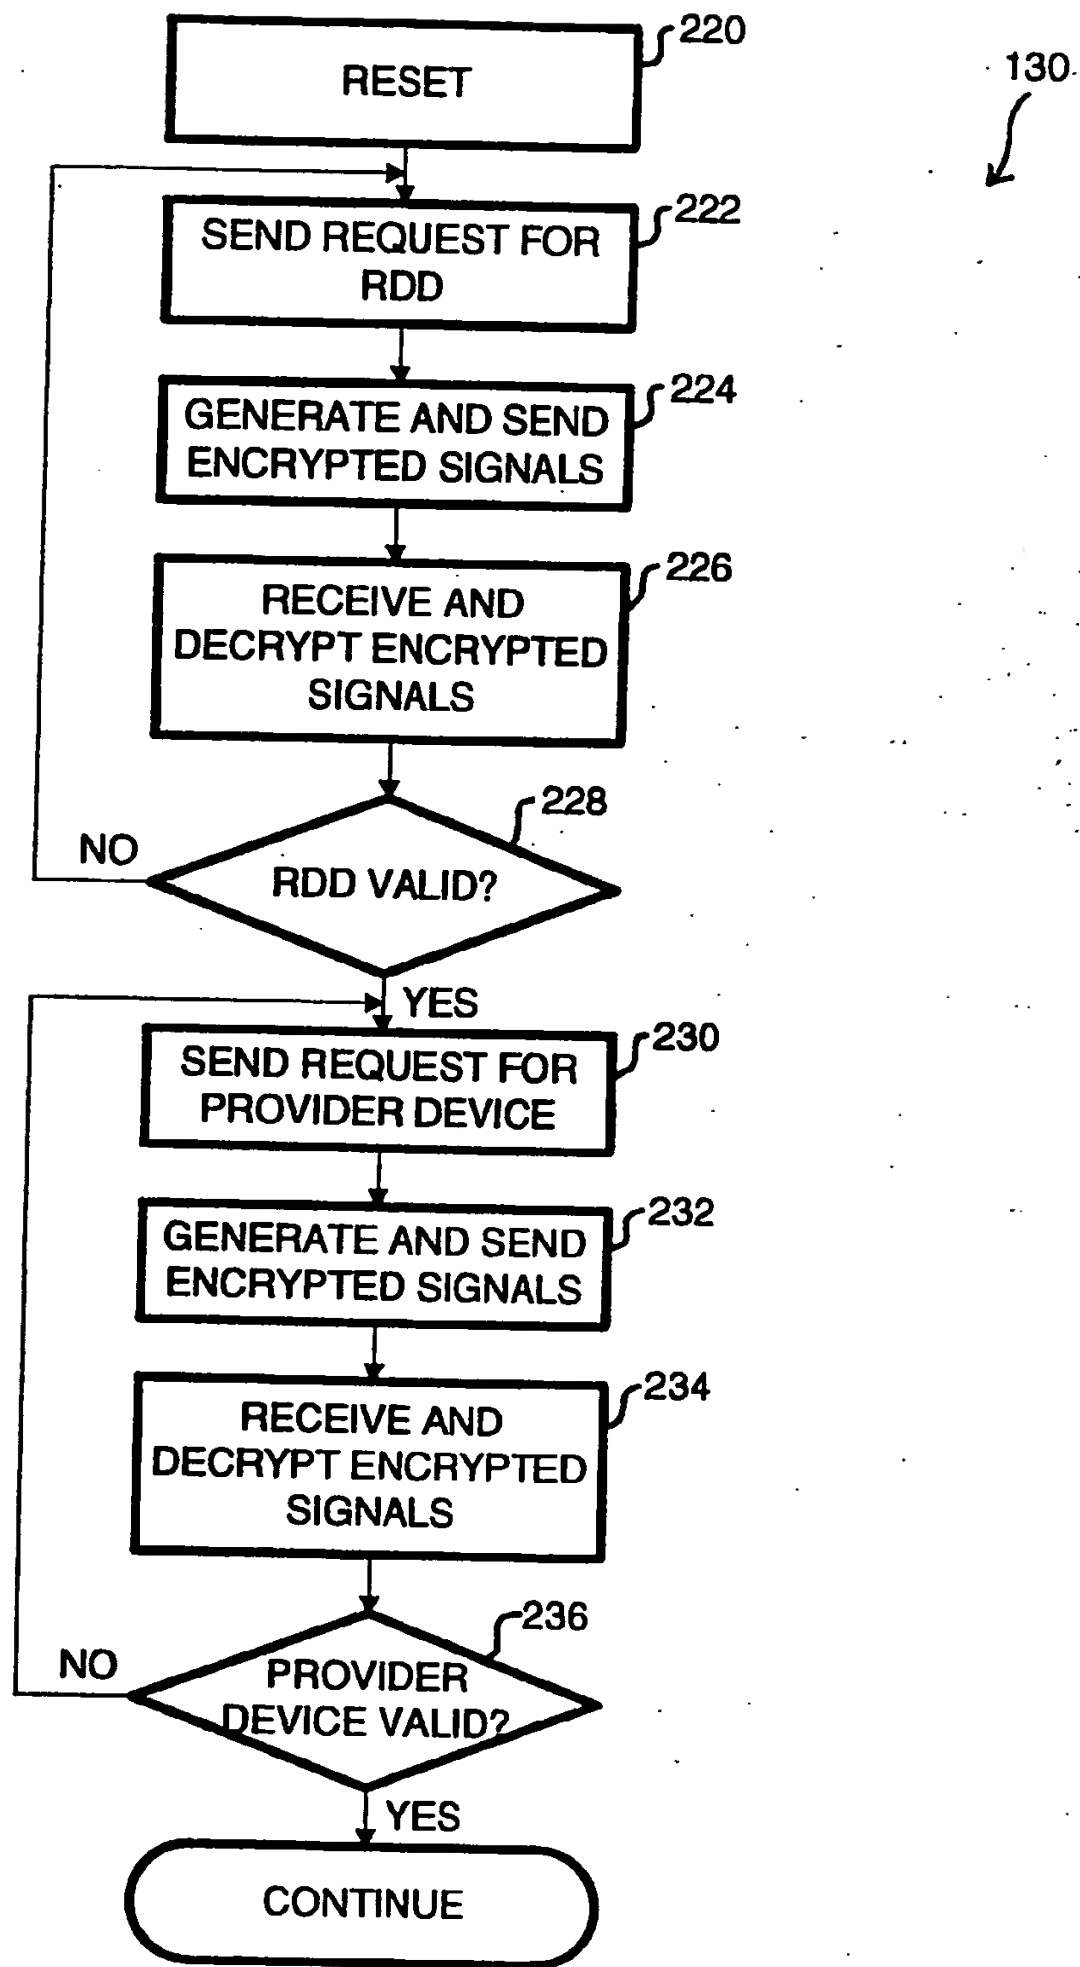 220
RESET
130
222
SEND REQUEST FOR
RDD
224
GENERATE AND SEND
ENCRYPTED SIGNALS
226
RECEIVE AND
DECRYPT ENCRYPTED
SIGNALS
228
NO
RDD VALID?
YES
230
SEND REQUEST FOR
PROVIDER DEVICE
232
GENERATE AND SEND
ENCRYPTED SIGNALS
234
RECEIVE AND
DECRYPT ENCRYPTED
SIGNALS
236
NO
PROVIDER
DEVICE VALID?
YES
CONTINUE